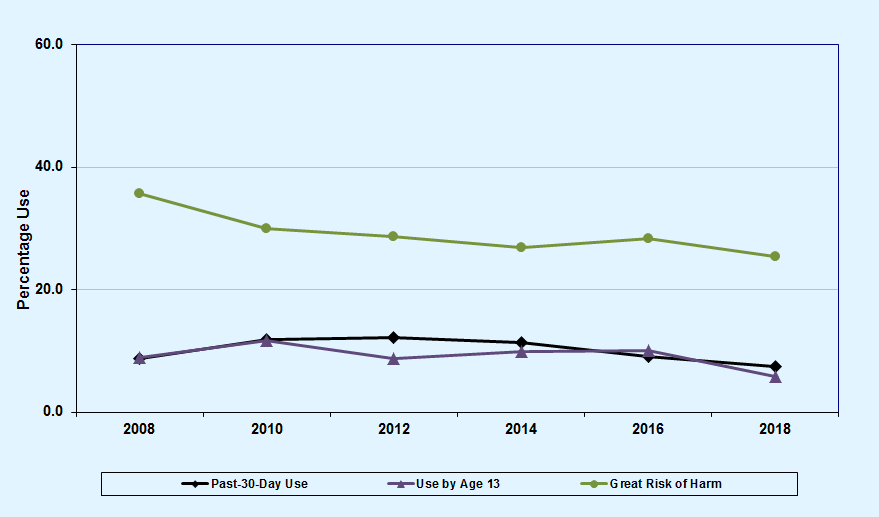 60.0
40.0
20.0
0.0
Percentage Use
2008 2010 2012 2014 2016 2018
Past-30-Day Use Use by Age 13 Great Risk of Harm